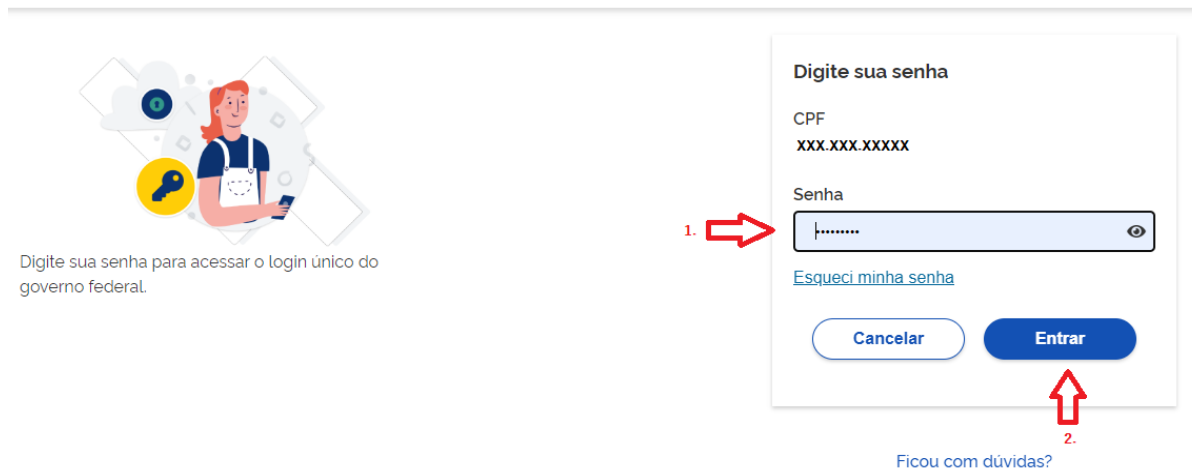 Digite sua senha para acessar o login único do
governo federal.
Digite sua senha
CPF
xxx.xxx.xxxxx
Senha
1.
•••••••••
Esqueci minha senha
Cancelar
Entrar
2.
Ficou com dúvidas?